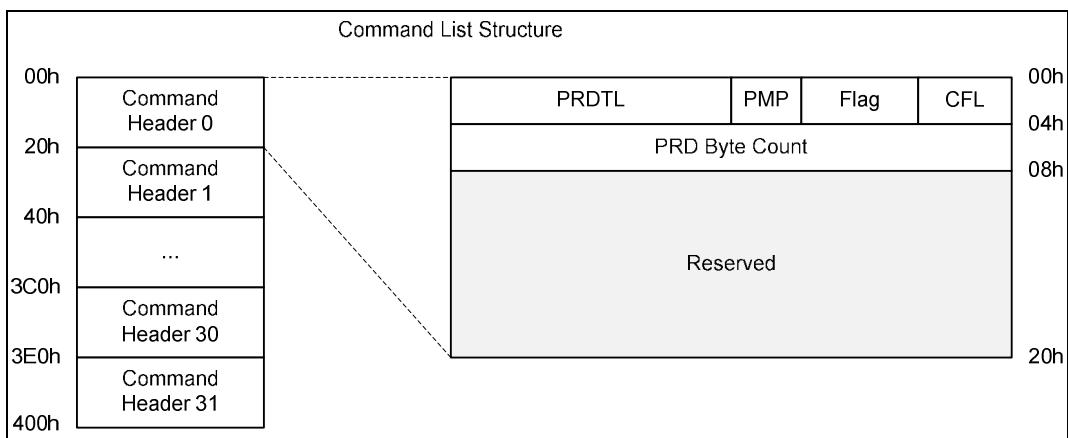 Command List Structure
00h
Command
Header 0
20h
Command
Header 1
40h
...
3C0h
Command
Header 30
3E0h
Command
Header 31
400h
PRDTL PMP Flag CFL
00h
04h
PRD Byte Count
08h
Reserved
20h